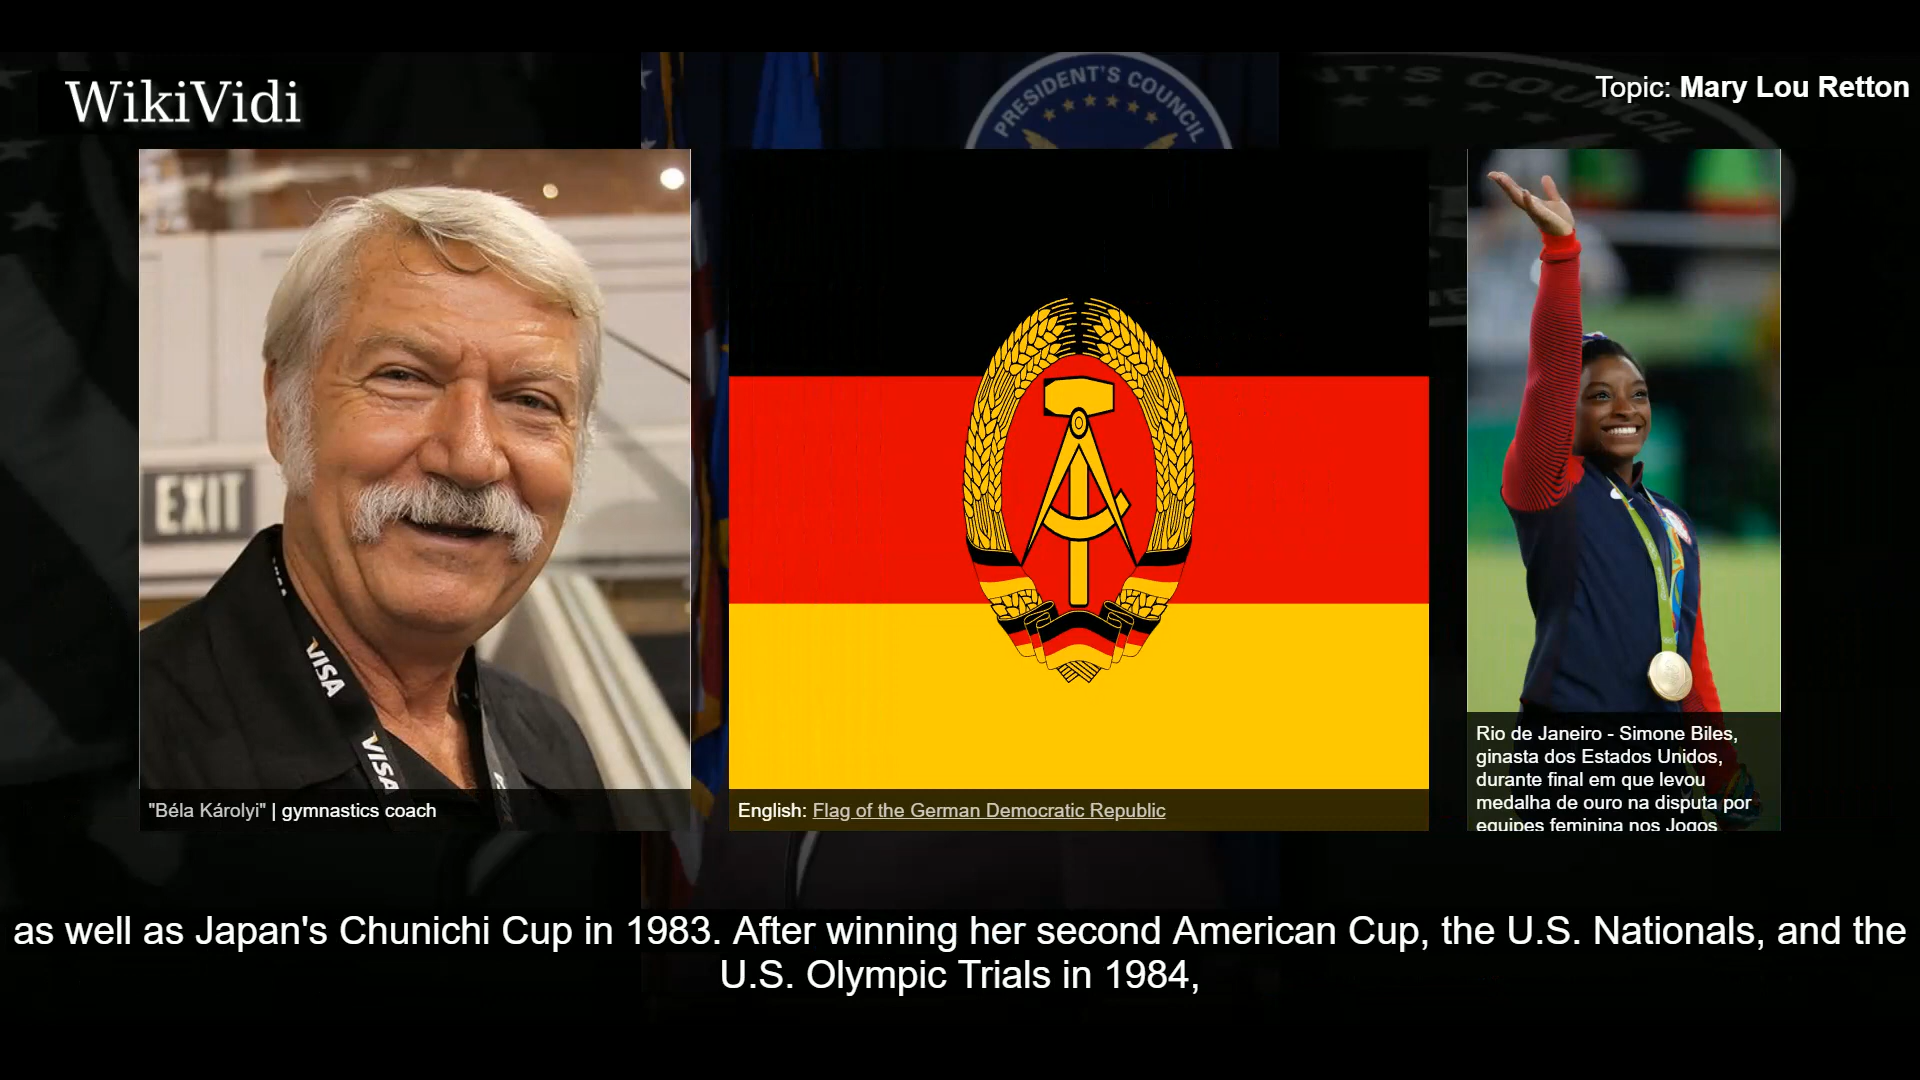 WikiVidi
Topic: Mary Lou Retton
PRESIDENT'S COUNCIL
COUNCIL
EXIT
VISA
VISA
"Béla Károlyi" | gymnastics coach
English: Flag of the German Democratic Republic
Rio de Janeiro - Simone Biles,
ginasta dos Estados Unidos,
durante final em que levou
medalha de ouro na disputa por
equipes feminina nos Jogos
as well as Japan's Chunichi Cup in 1983. After winning her second American Cup, the U.S. Nationals, and the
U.S. Olympic Trials in 1984,